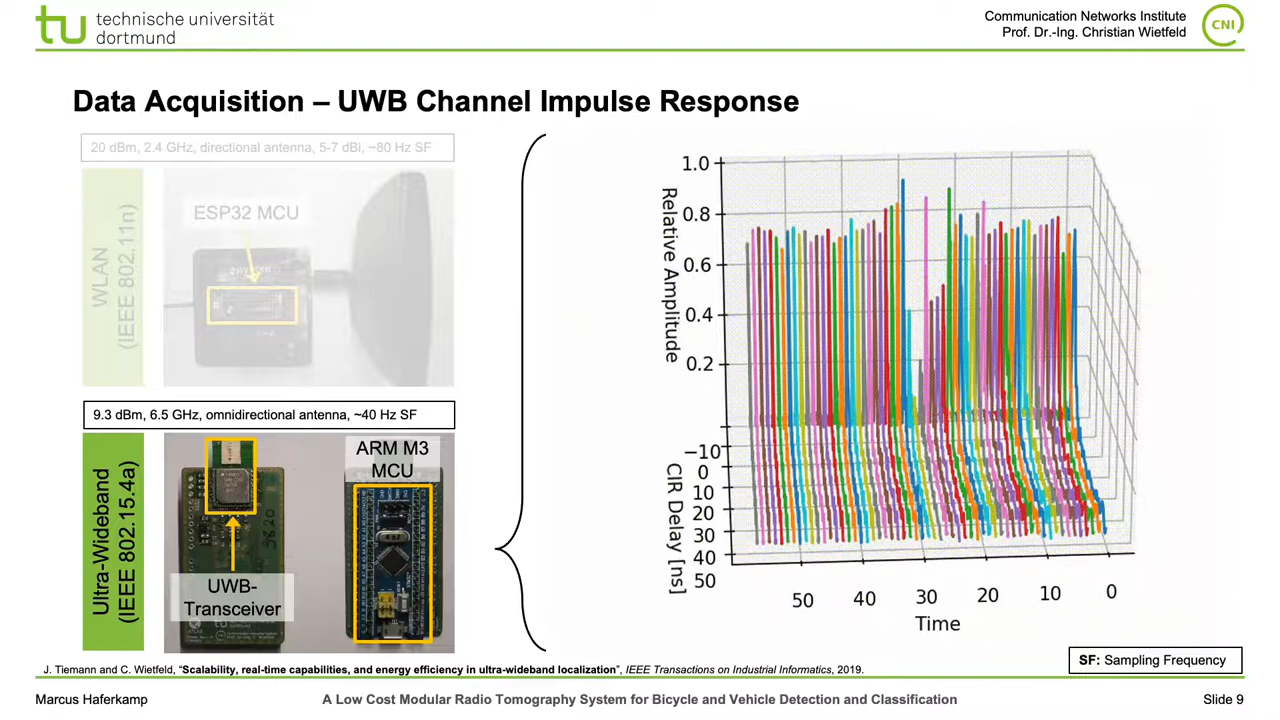 technische universität
dortmund
Communication Networks Institute
Prof. Dr.-Ing. Christian Wietfeld
CNI
Data Acquisition – UWB Channel Impulse Response
20 dBm, 2.4 GHz, directional antenna, 5-7 dBi, ~80 Hz SF
WLAN
(IEEE 802.11n)
ESP32 MCU
9.3 dBm, 6.5 GHz, omnidirectional antenna, ~40 Hz SF
Ultra-Wideband
(IEEE 802.15.4a)
UWB-
Transceiver
ARM M3
MCU
3820
Relative Amplitude
1.0
0.8
0.6
0.4
0.2
CIR Delay [ns]
−10
0
10
20
30
40
50
50
40
30
20
10
0
Time
SF: Sampling Frequency
J. Tiemann and C. Wietfeld, "Scalability, real-time capabilities, and energy efficiency in ultra-wideband localization", IEEE Transactions on Industrial Informatics, 2019.
Marcus Haferkamp
A Low Cost Modular Radio Tomography System for Bicycle and Vehicle Detection and Classification
Slide 9